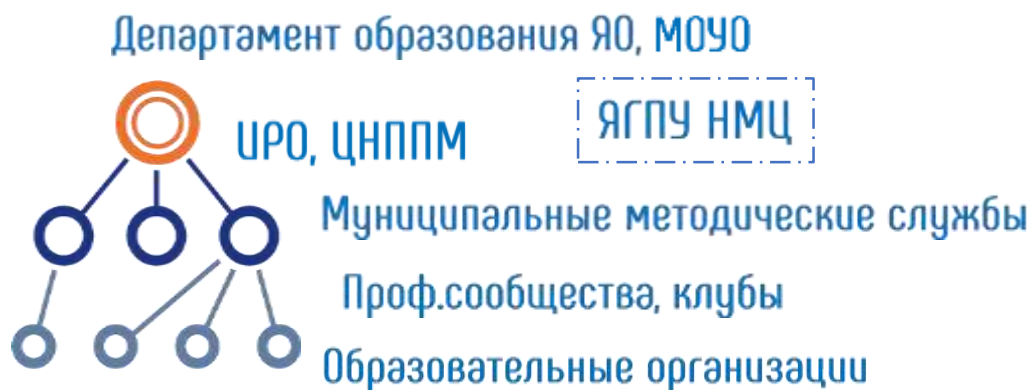 Департамент образования ЯО, МОУО
ИРО, ЦНППМ
ЯГПУ НМЦ
Муниципальные методические службы
Проф.сообщества, клубы
Образовательные организации